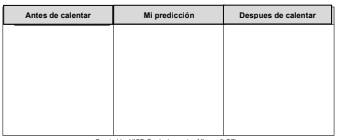 Antes de calentar
Mi predicción
Despues de calentar